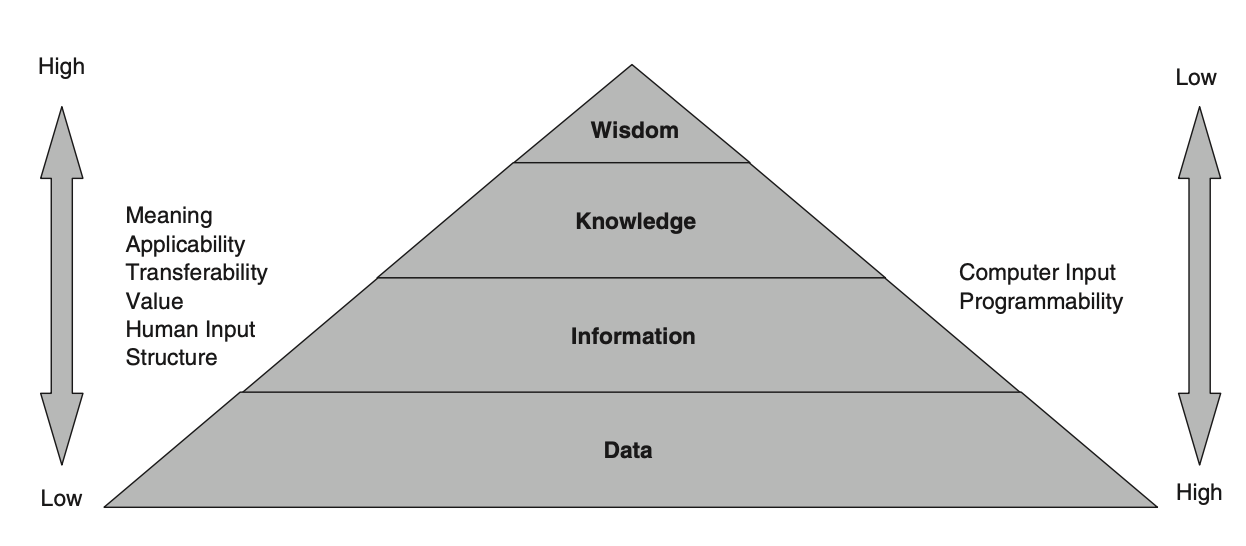 High
Low
Wisdom
Knowledge
Meaning
Applicability
Transferability
Value
Human Input
Structure
Computer Input
Programmability
Information
Data
Low
High